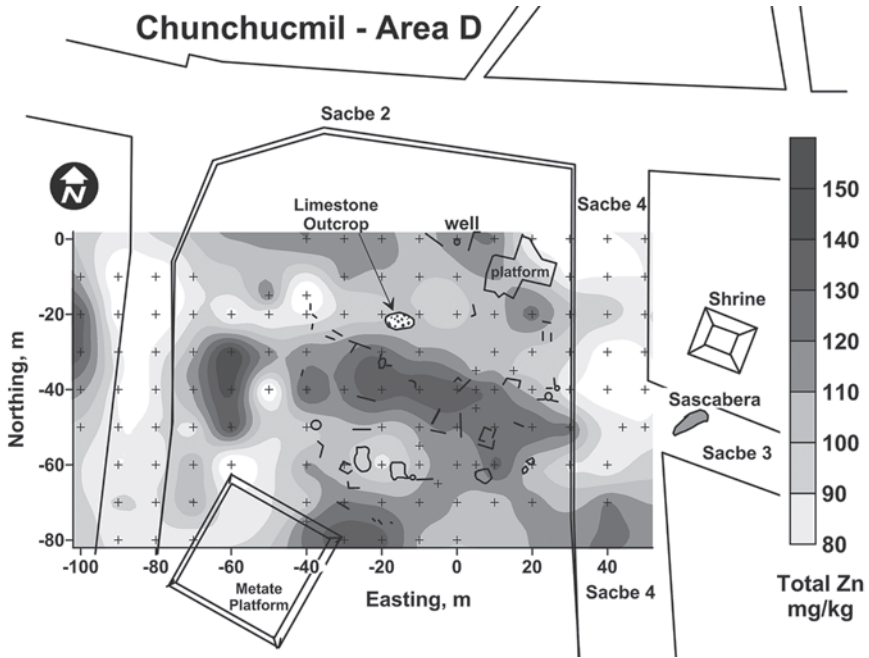 Chunchucmil - Area D
Sacbe 2
N
Limestone
Outcrop
well
Sacbe 4
platform
Shrine
Sascabera
Sacbe 3
Metate
Platform
Sacbe 4
Northing, m
0
-20
-40
-60
-80
-100
-80
-60
-40
-20
0
20
40
Easting, m
150
140
130
120
110
100
90
80
Total Zn
mg/kg